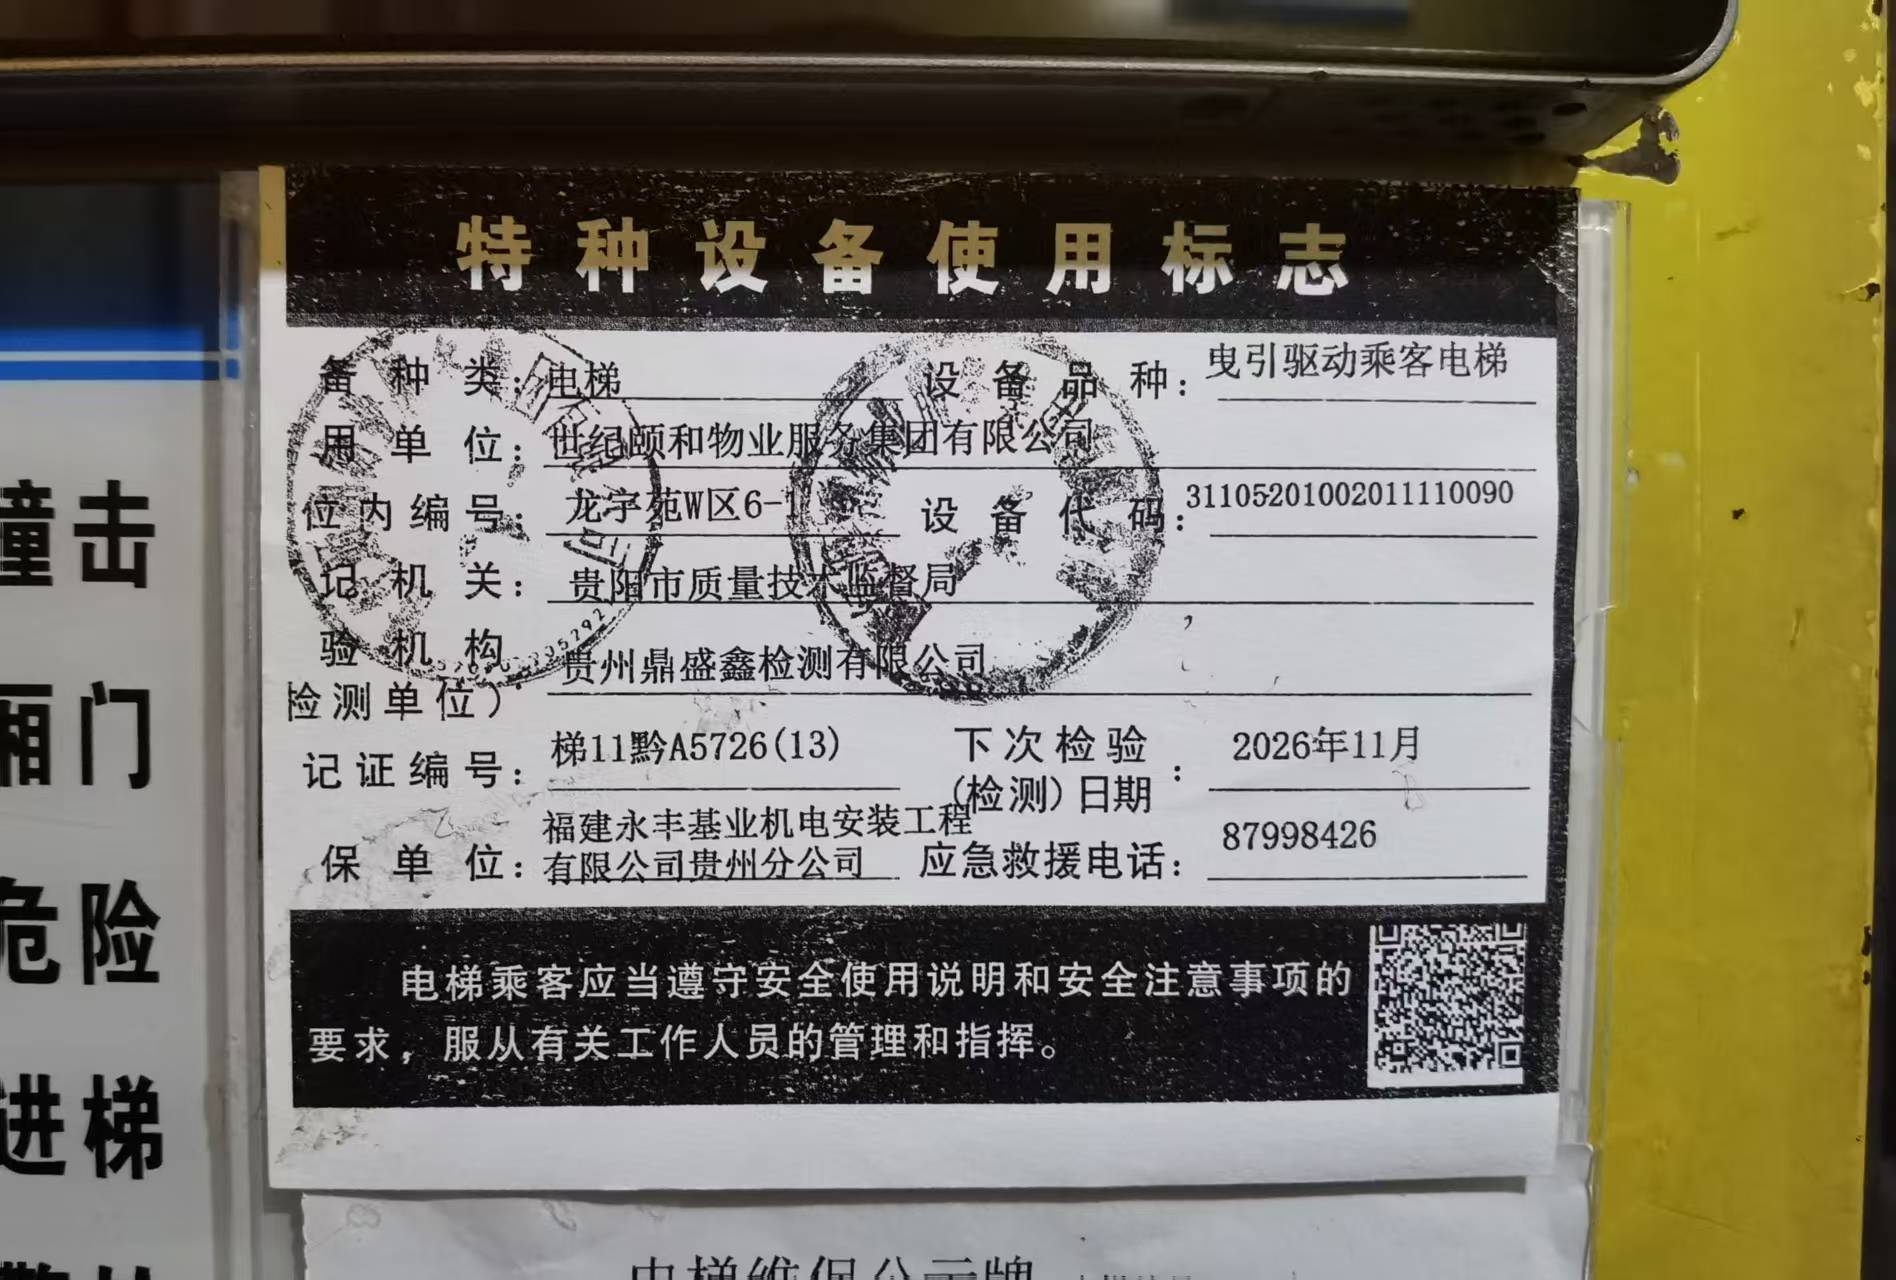 特种设备使用标志
备种类：电梯 设备品种：曳引驱动乘客电梯
用单位：世纪颐和物业服务集团有限公司
位内编号：龙宇苑W区6-1 设备代码：31105201002011110090
记机关：贵阳市质量技术监督局
验机构
检测单位） 贵州鼎盛鑫检测有限公司
记证编号：梯11黔A5726(13) 下次检验
(检测)日期：2026年11月
保单位：福建永丰基业机电安装工程
有限公司贵州分公司 应急救援电话：87998426
电梯乘客应当遵守安全使用说明和安全注意事项的
要求，服从有关工作人员的管理和指挥。
撞击
厢门
危险
进梯
电梯维保公示牌